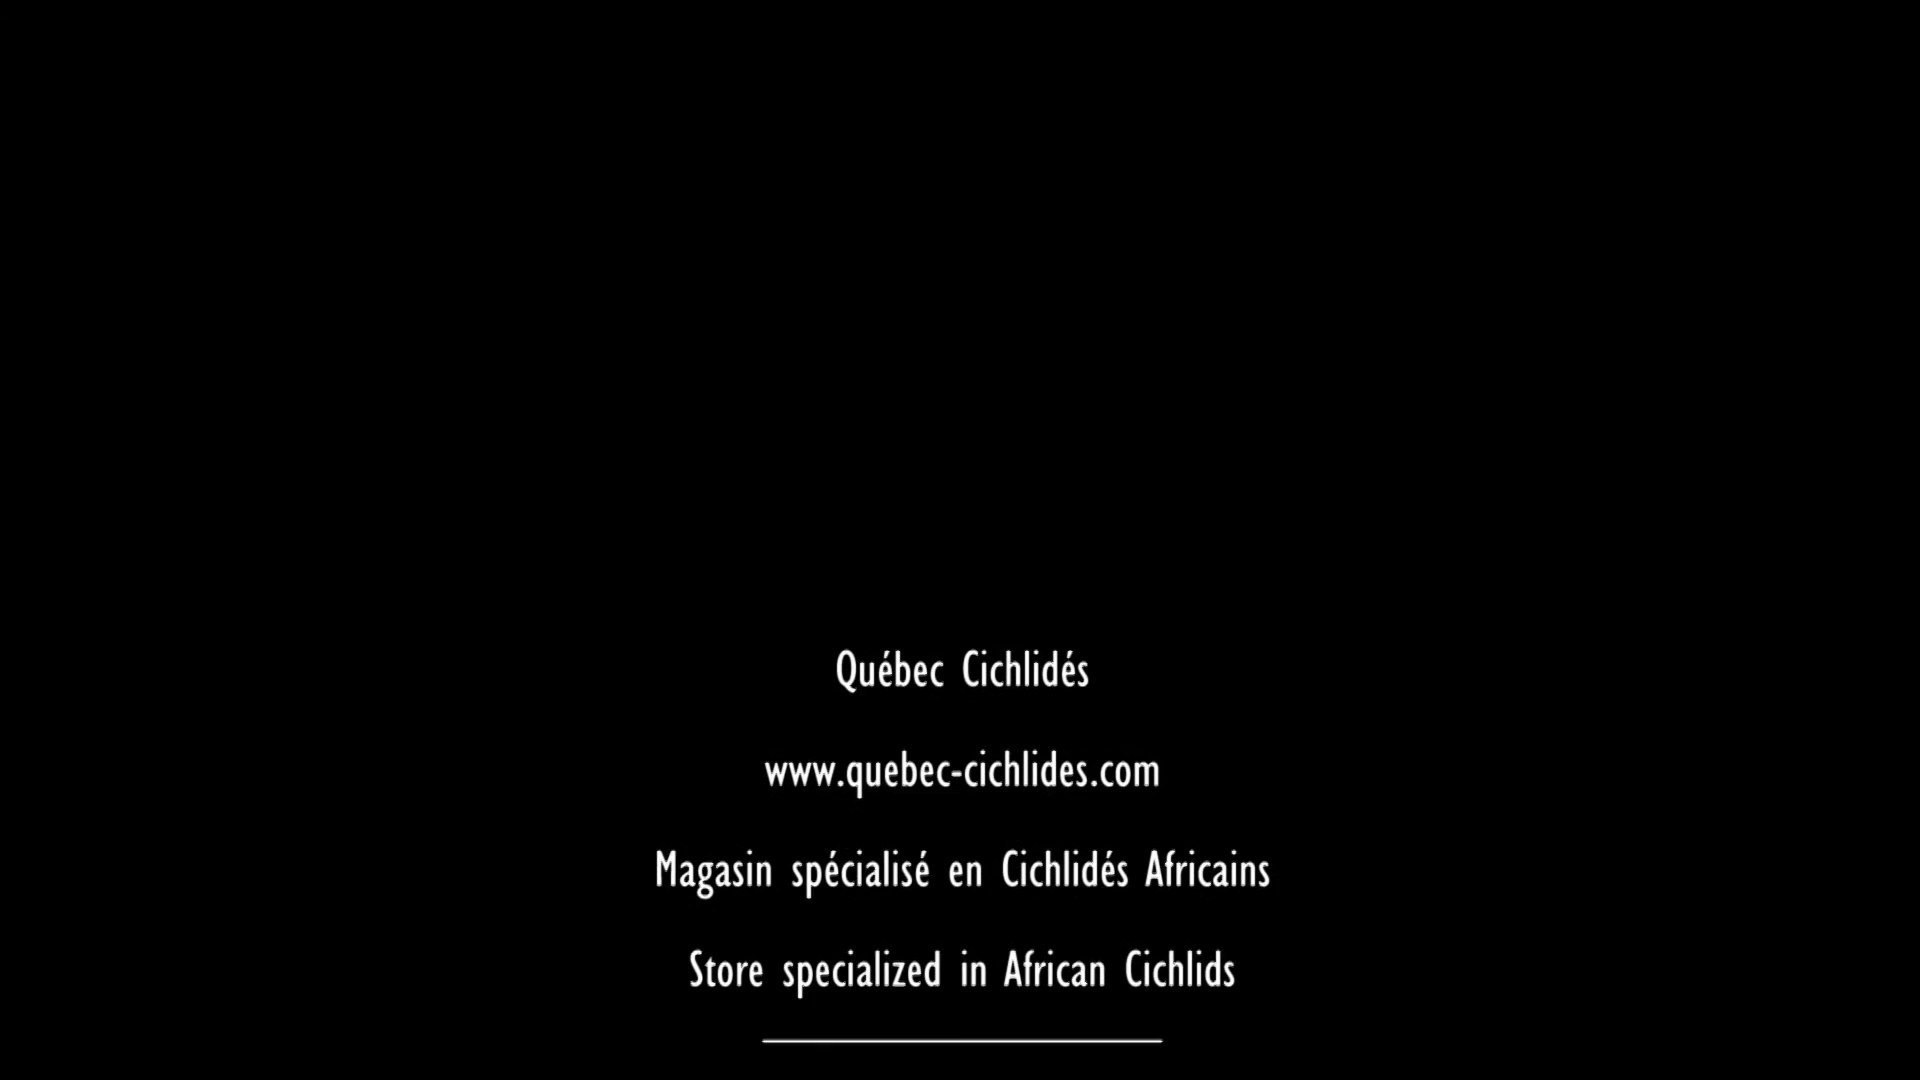 Québec Cichlidés
www.quebec-cichlides.com
Magasin spécialisé en Cichlidés Africains
Store specialized in African Cichlids